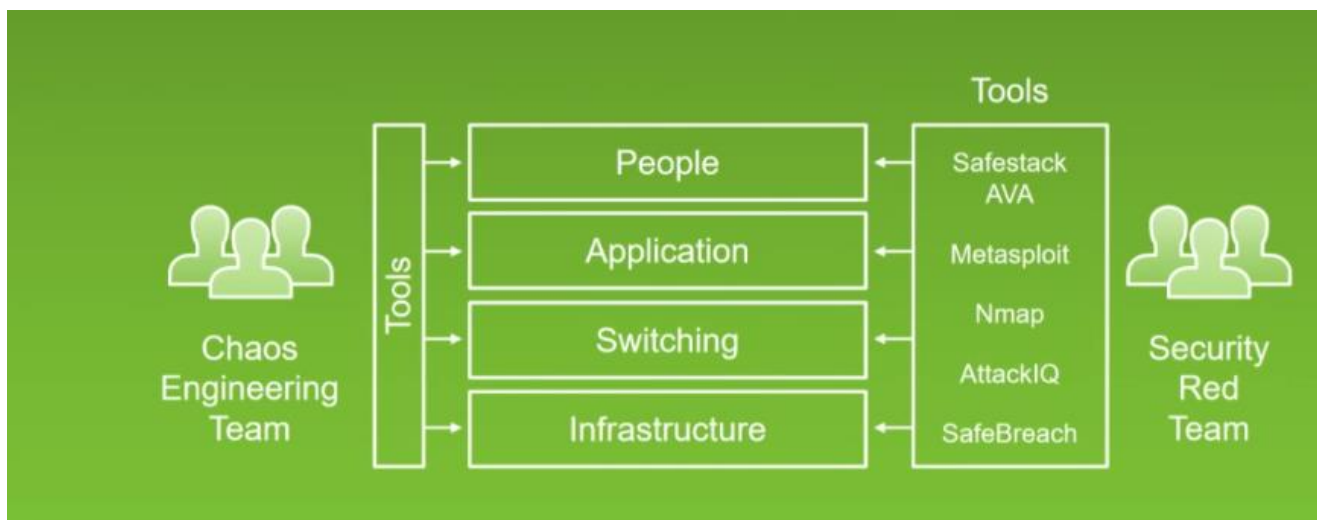 Chaos
Engineering
Team
Tools
People
Application
Switching
Infrastructure
Tools
Safestack
AVA
Metasploit
Nmap
AttackIQ
SafeBreach
Security
Red
Team